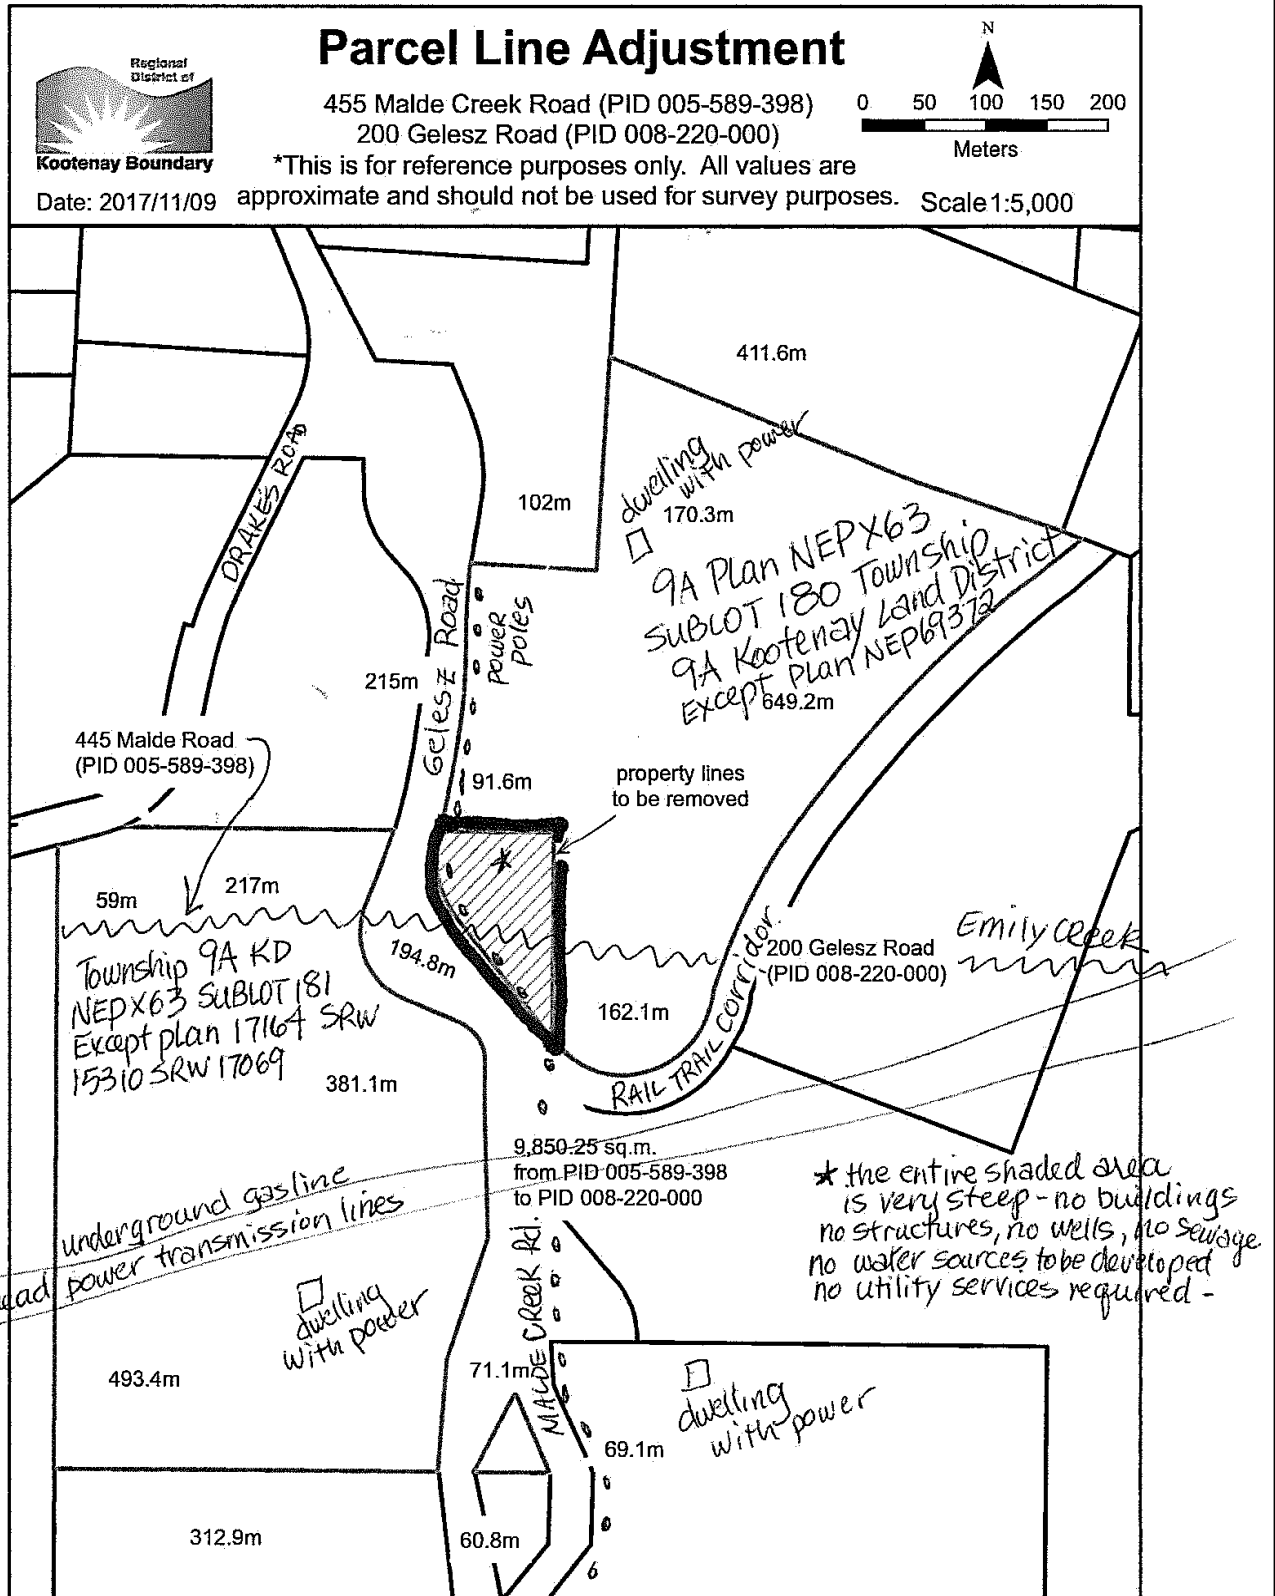 Regional
District of
Kootenay Boundary
Date: 2017/11/09
Parcel Line Adjustment
455 Malde Creek Road (PID 005-589-398)
200 Gelesz Road (PID 008-220-000)
*This is for reference purposes only. All values are
approximate and should not be used for survey purposes.
N
0 50 100 150 200
Meters
Scale 1:5,000
411.6m
DRAKES ROAD
102m
dwelling
with power
170.3m
9A Plan NEPX63
SUBLOT 180 Township
9A Kootenay Land District
Except Plan NEP69372
649.2m
Gelesz Road
power
poles
215m
445 Malde Road
(PID 005-589-398)
91.6m
property lines
to be removed
*
59m
217m
194.8m
200 Gelesz Road
(PID 008-220-000)
Emily Creek
Township 9A KD
NEPX63 SUBLOT 181
Except plan 17164 SRW
15310 SRW 17069
162.1m
RAIL TRAIL CORRIDOR.
381.1m
9,850.25 sq.m.
from PID 005-589-398
to PID 008-220-000
* the entire shaded area
is very steep - no buildings
no structures, no wells, no sewage
no water sources to be developed
no utility services required -
underground gasline
ead power transmission lines
dwelling
with power
MALDE CREEK Rd.
493.4m
71.1m
dwelling
with power
69.1m
312.9m
60.8m